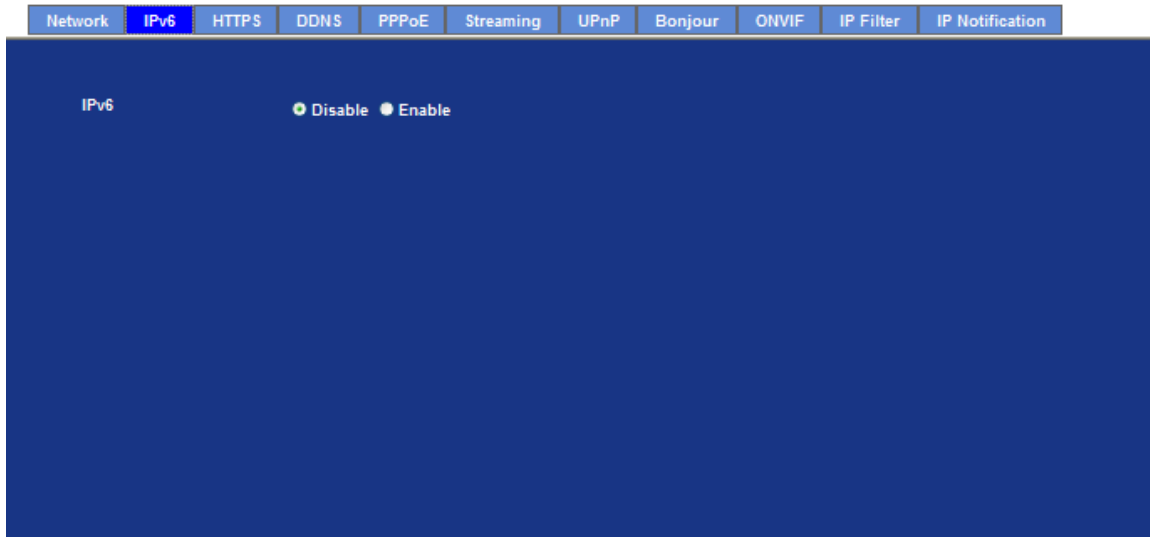 Network IPv6 HTTPS DDNS PPPoE Streaming UPnP Bonjour ONVIF IP Filter IP Notification
IPv6 Disable Enable